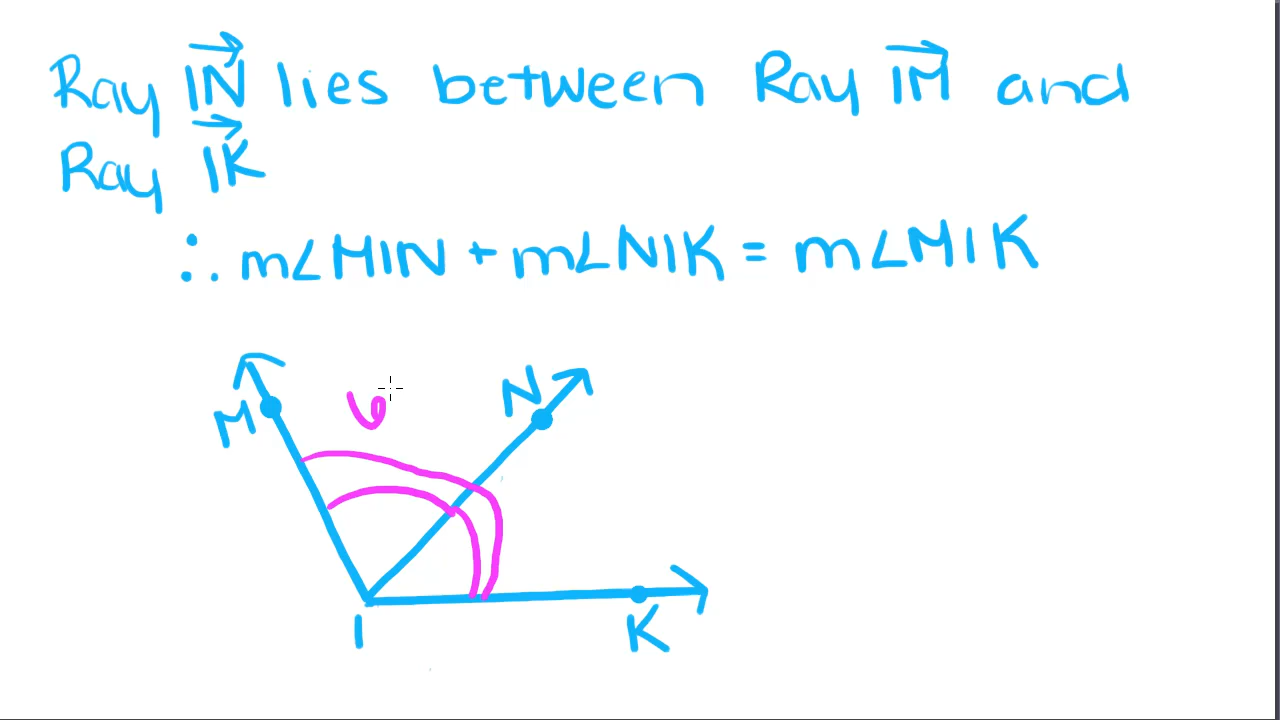 Ray IN lies between Ray IM and
Ray IK
∴ m∠MIN + m∠NIK = m∠MIK
M
N
I
K